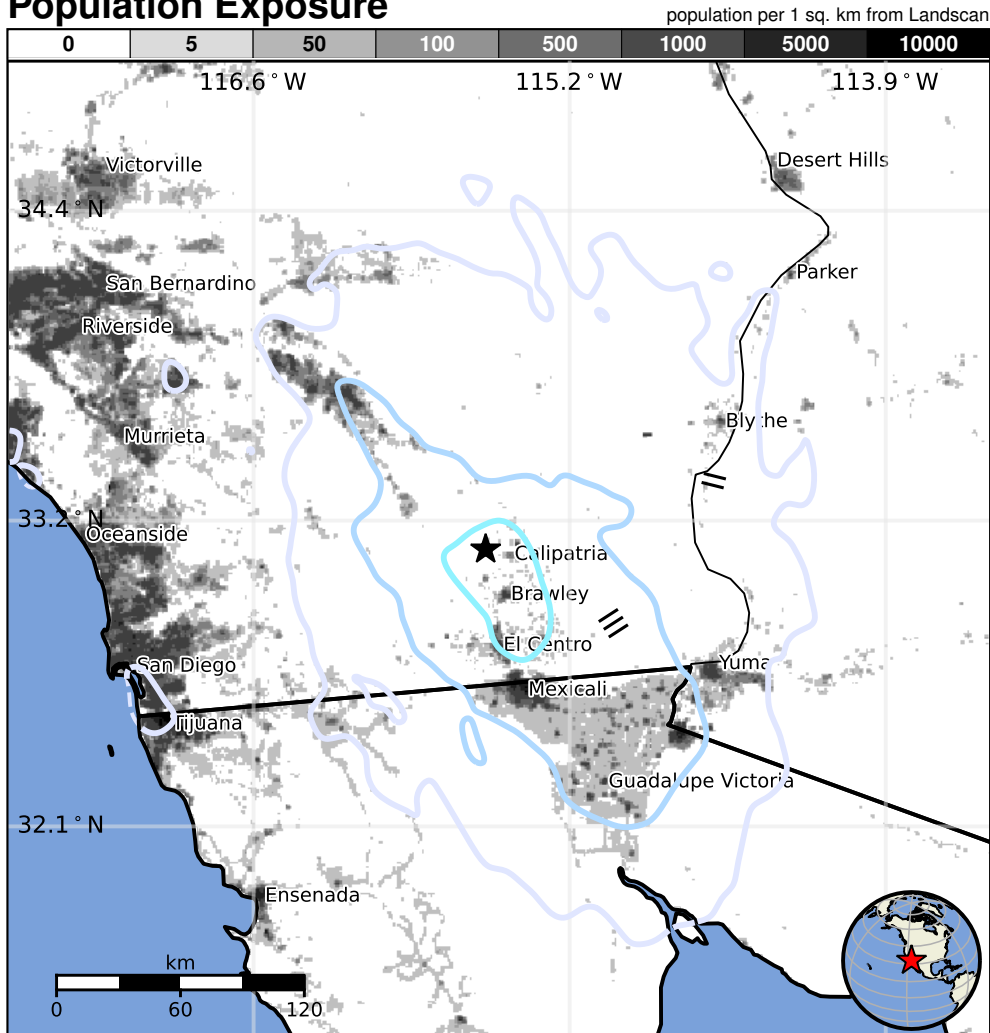 Population Exposure
population per 1 sq. km from Landscan
0 5 50 100 500 1000 5000 10000
116.6°W 115.2°W 113.9°W
Victorville
Desert Hills
34.4°N
Parker
San Bernardino
Riverside
Blythe
Murrieta
33.2°N
Oceanside
Calipatria
Brawley
El Centro
San Diego
Yuma
Mexicali
Tijuana
Guadalupe Victoria
32.1°N
Ensenada
km
0 60 120